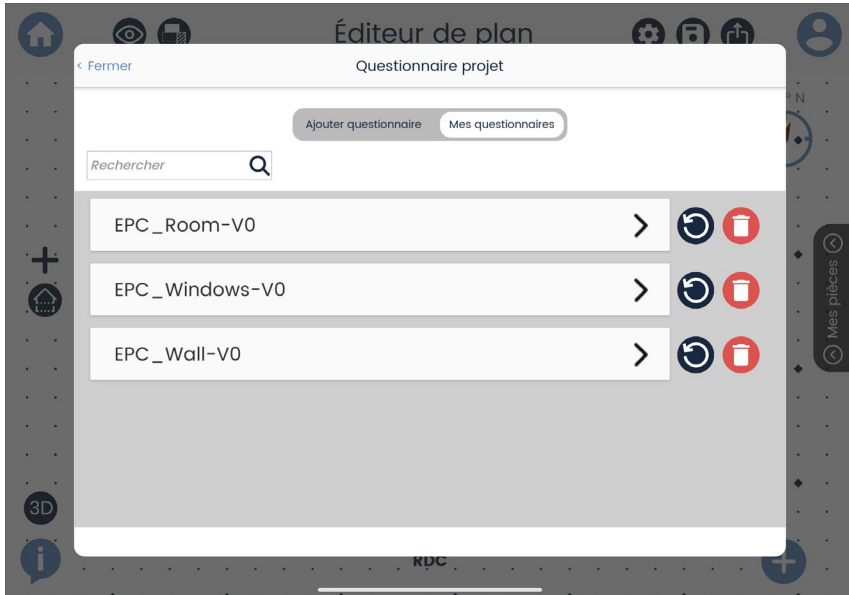 Éditeur de plan
< Fermer
Questionnaire projet
° N
Ajouter questionnaire
Mes questionnaires
Rechercher
EPC_Room-V0
EPC_Windows-V0
EPC_Wall-V0
Mes pièces
3D
i
RDC